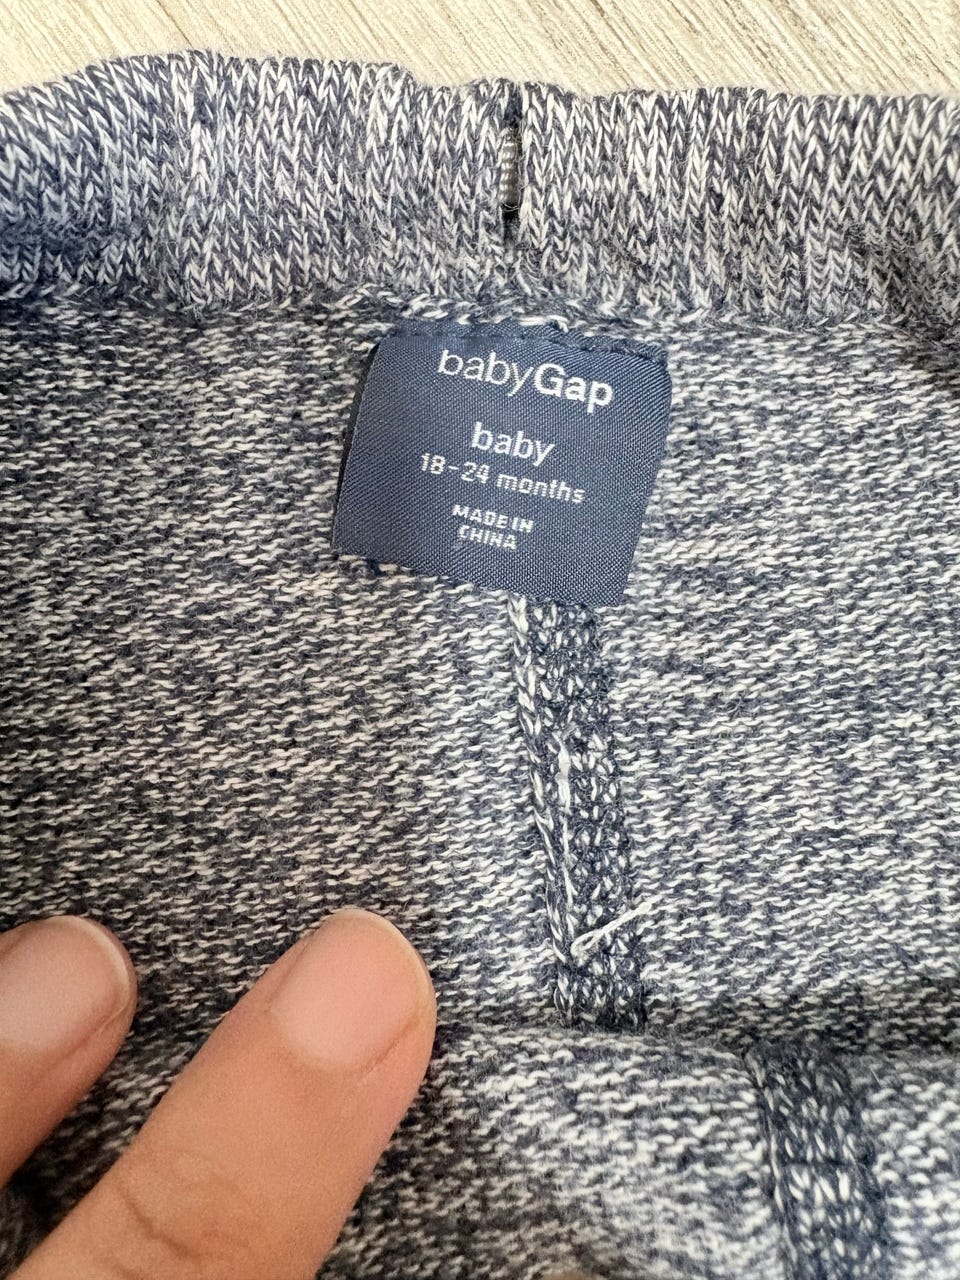 babyGap
baby
18-24 months
MADE IN
CHINA